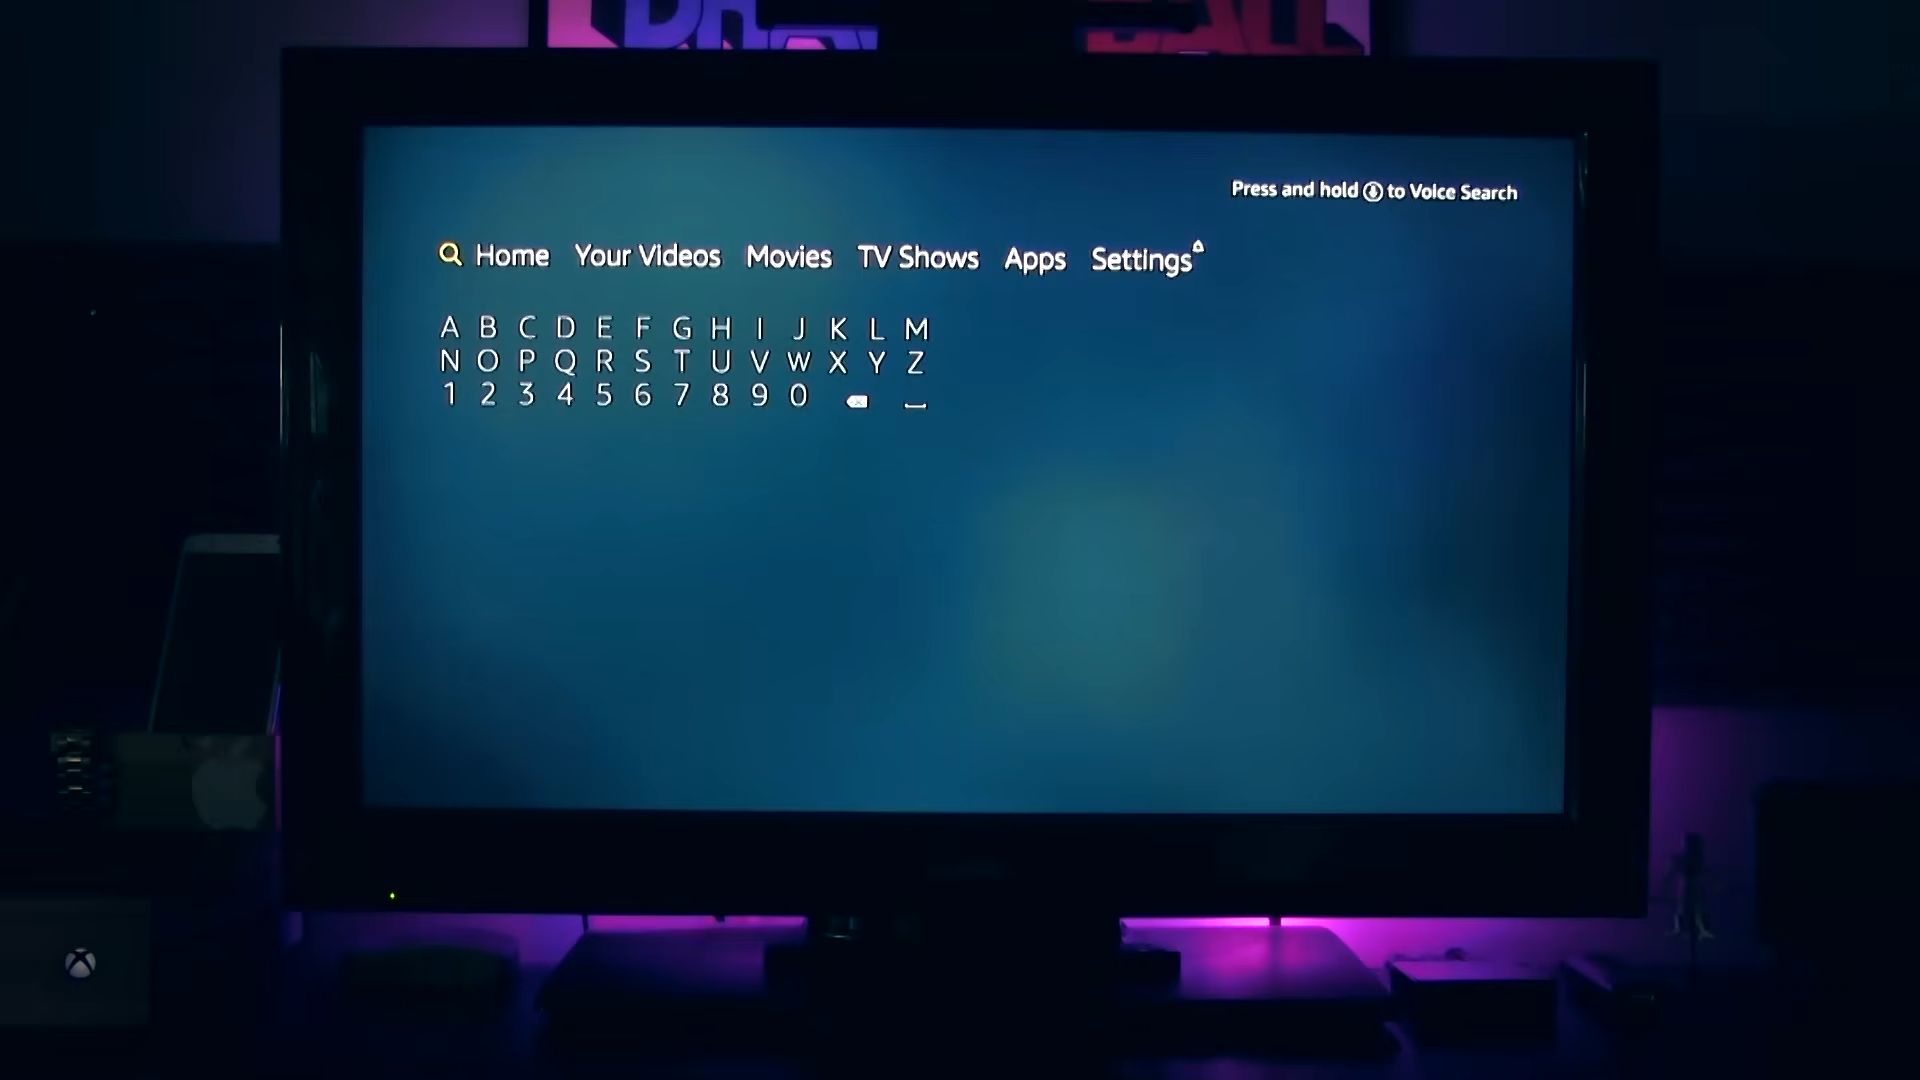 Press and hold to Voice Search
Home Your Videos Movies TV Shows Apps Settings
A B C D E F G H I J K L M
N O P Q R S T U V W X Y Z
1 2 3 4 5 6 7 8 9 0